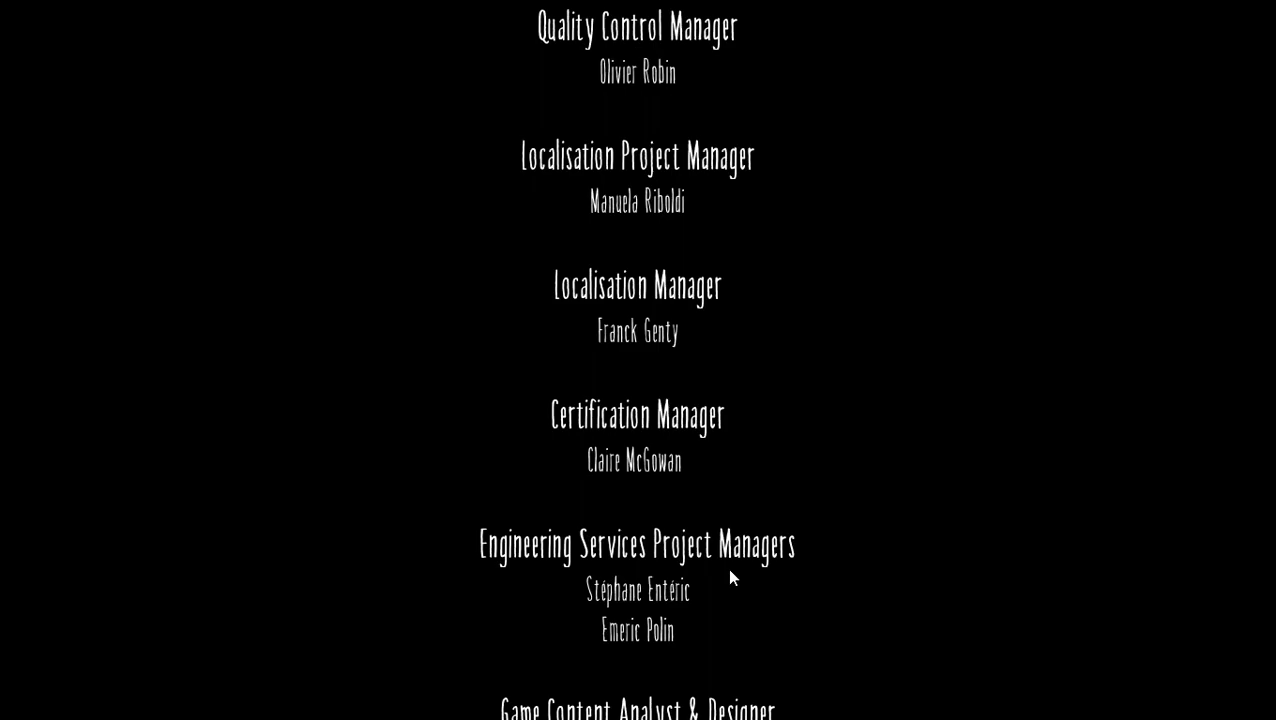 Quality Control Manager
Olivier Robin
Localisation Project Manager
Manuela Riboldi
Localisation Manager
Franck Genty
Certification Manager
Claire McGowan
Engineering Services Project Managers
Stéphane Entéric
Emeric Polin
Game Content Analyst & Designer